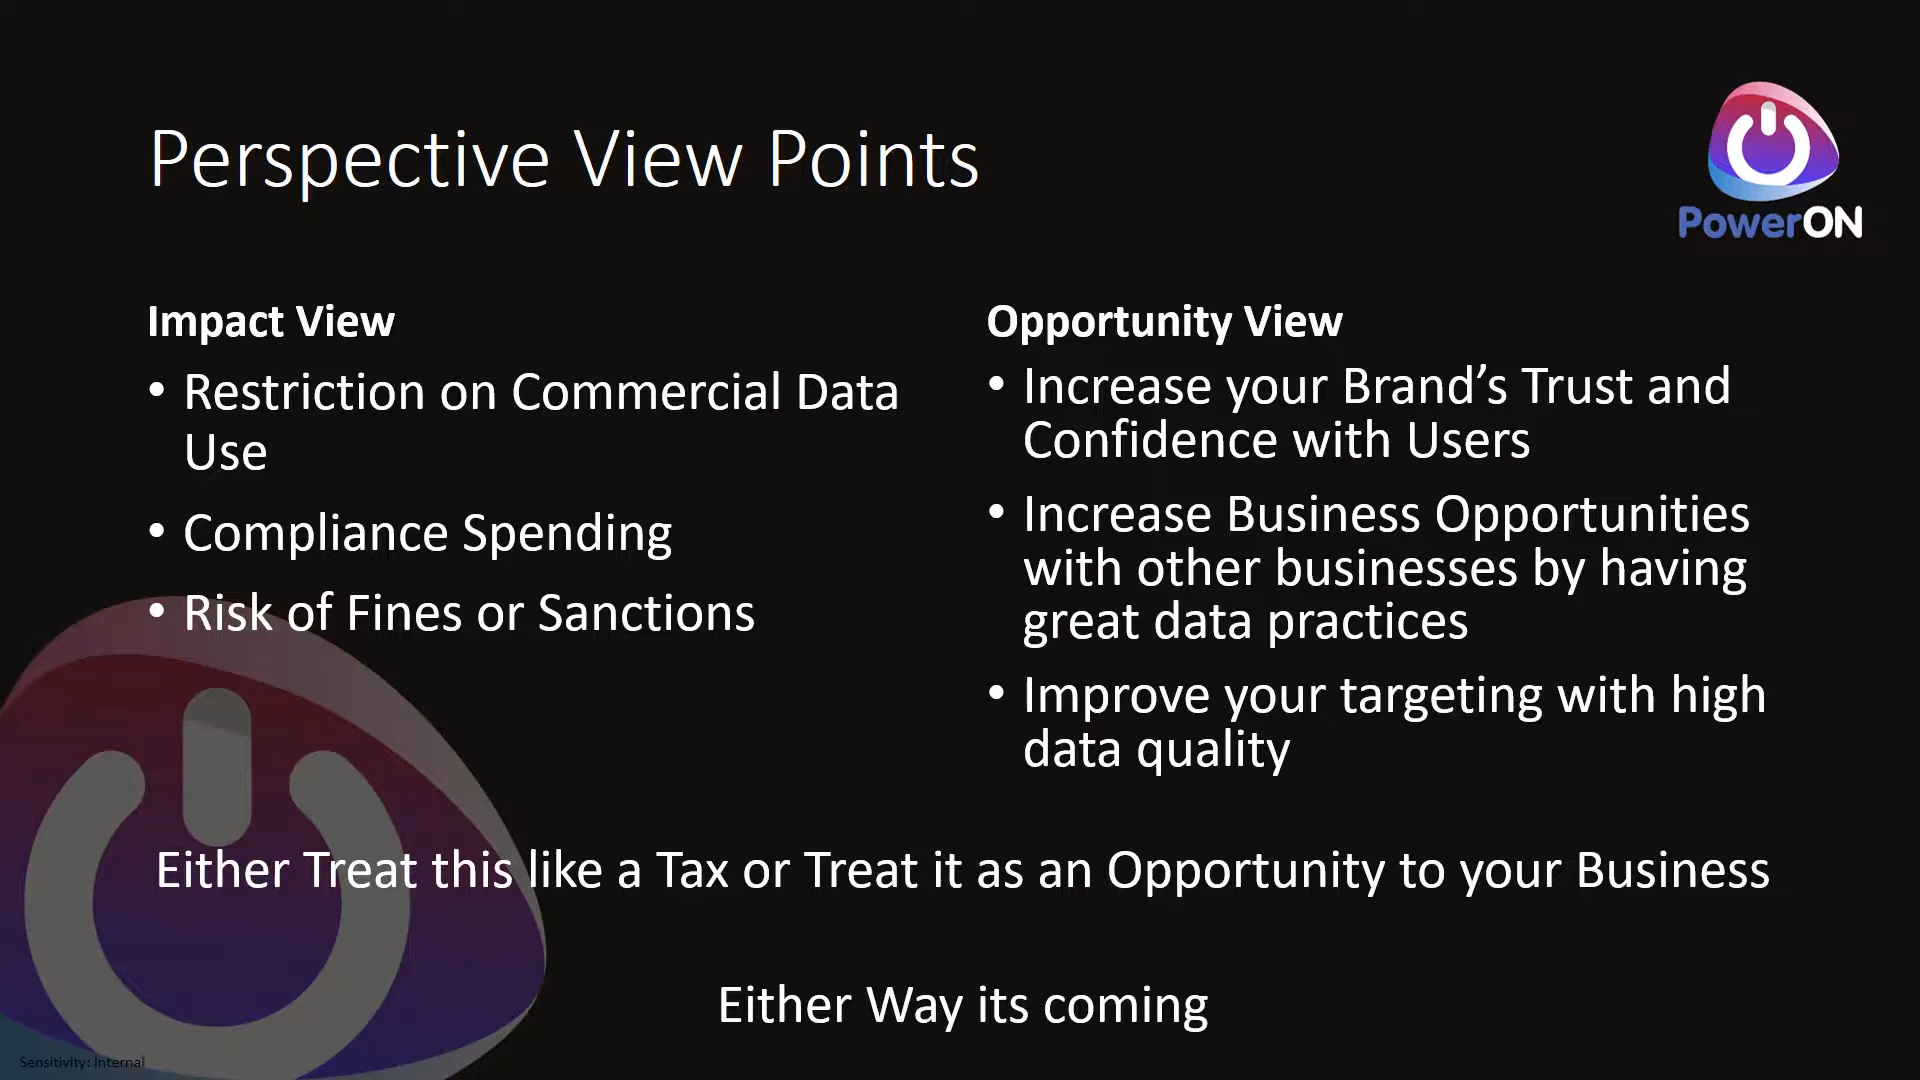 Perspective View Points
PowerON
Impact View
• Restriction on Commercial Data
Use
• Compliance Spending
• Risk of Fines or Sanctions
Opportunity View
• Increase your Brand’s Trust and
Confidence with Users
• Increase Business Opportunities
with other businesses by having
great data practices
• Improve your targeting with high
data quality
Either Treat this like a Tax or Treat it as an Opportunity to your Business
Either Way its coming
Sensitivity: Internal